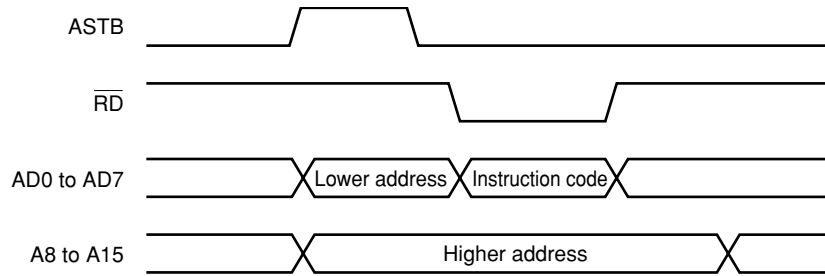 ASTB
RD
AD0 to AD7
Lower address
Instruction code
A8 to A15
Higher address